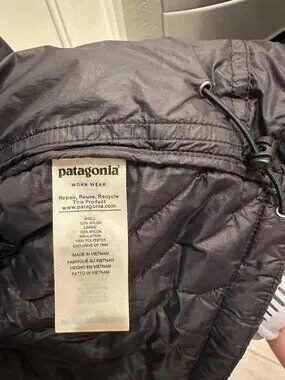 patagonia®
WORN WEAR
Repair, Reuse, Recycle
This Product
www.patagonia.com
SHELL:
100% NYLON
LINING:
100% NYLON
INSULATION:
100% POLYESTER
EXCLUSIVE OF TRIM
MADE IN VIETNAM
FABRIQUÉ AU VIETNAM
HECHO EN VIETNAM
FATTO IN VIETNAM